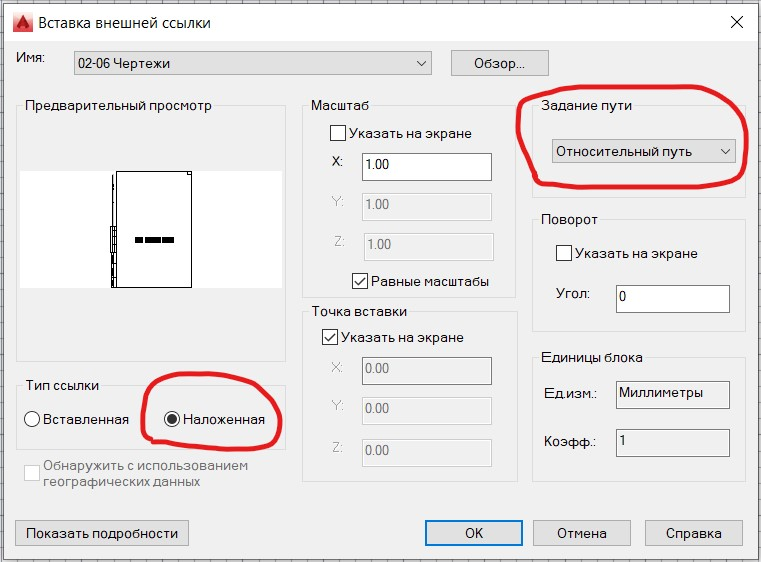 Вставка внешней ссылки
Имя:
02-06 Чертежи
Обзор...
Предварительный просмотр
Масштаб
Указать на экране
X:
1.00
Y:
1.00
Z:
1.00
Равные масштабы
Задание пути
Относительный путь
Поворот
Указать на экране
Угол:
0
Точка вставки
Указать на экране
X:
0.00
Y:
0.00
Z:
0.00
Единицы блока
Ед.изм.:
Миллиметры
Коэфф.:
1
Тип ссылки
Вставленная
Наложенная
Обнаружить с использованием
географических данных
Показать подробности
OK
Отмена
Справка